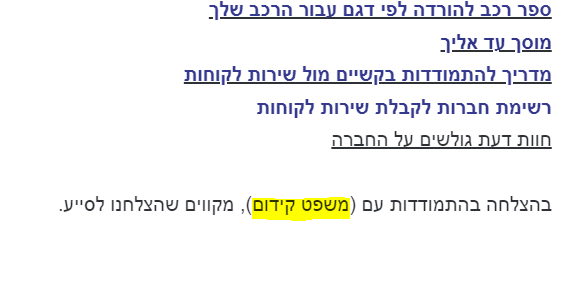 ספר רכב להורדה לפי דגם עבור הרכב שלך
מוסך עד אליך
מדריך להתמודדות בקשיים מול שירות לקוחות
רשימת חברות לקבלת שירות לקוחות
חוות דעת גולשים על החברה
בהצלחה בהתמודדות עם (משפט קידום), מקווים שהצלחנו לסייע.